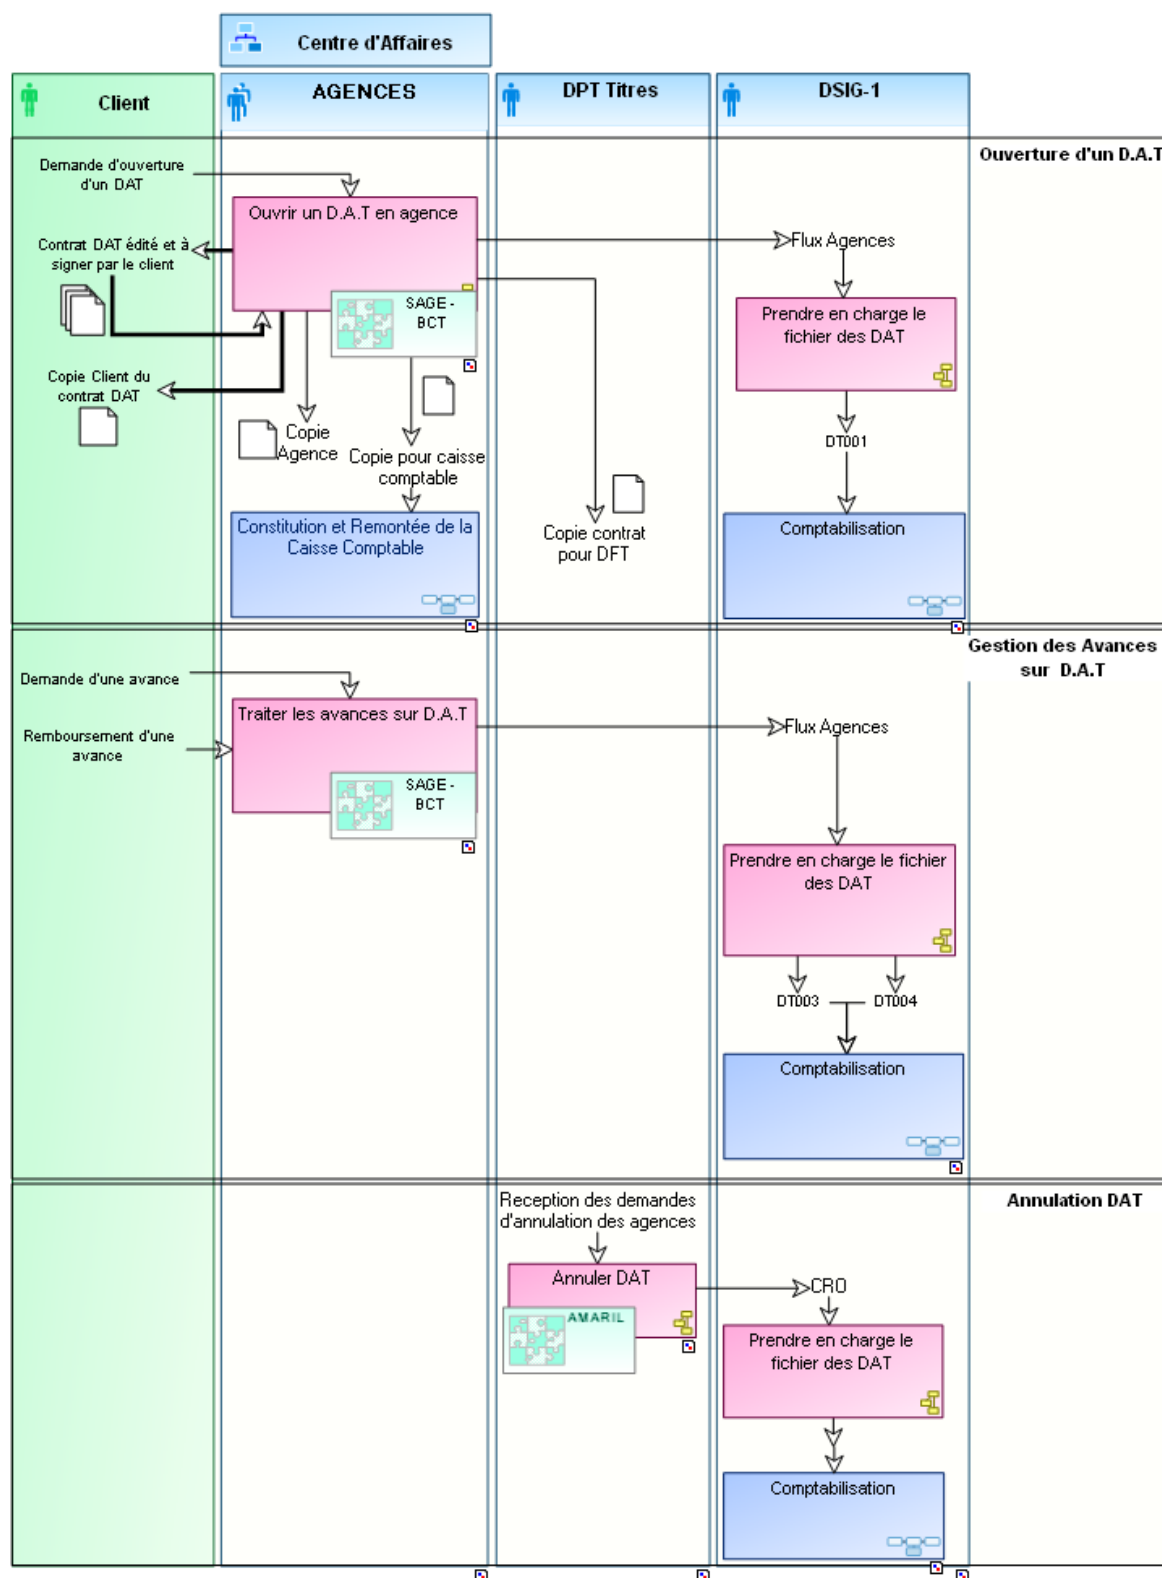 Centre d'Affaires
Client
AGENCES
DPT Titres
DSIG-1
Ouverture d'un D.A.T
Demande d'ouverture
d'un DAT
Ouvrir un D.A.T en agence
Contrat DAT édité et à
signer par le client
Flux Agences
SAGE -
BCT
Prendre en charge le
fichier des DAT
Copie Client du
contrat DAT
Copie
Agence
Copie pour caisse
comptable
DT001
Constitution et Remontée de la
Caisse Comptable
Copie contrat
pour DFT
Comptabilisation
Gestion des Avances
sur D.A.T
Demande d'une avance
Traiter les avances sur D.A.T
Remboursement d'une
avance
Flux Agences
SAGE -
BCT
Prendre en charge le fichier
des DAT
DT003
DT004
Comptabilisation
Annulation DAT
Reception des demandes
d'annulation des agences
Annuler DAT
CRO
AMARIL
Prendre en charge le
fichier des DAT
Comptabilisation